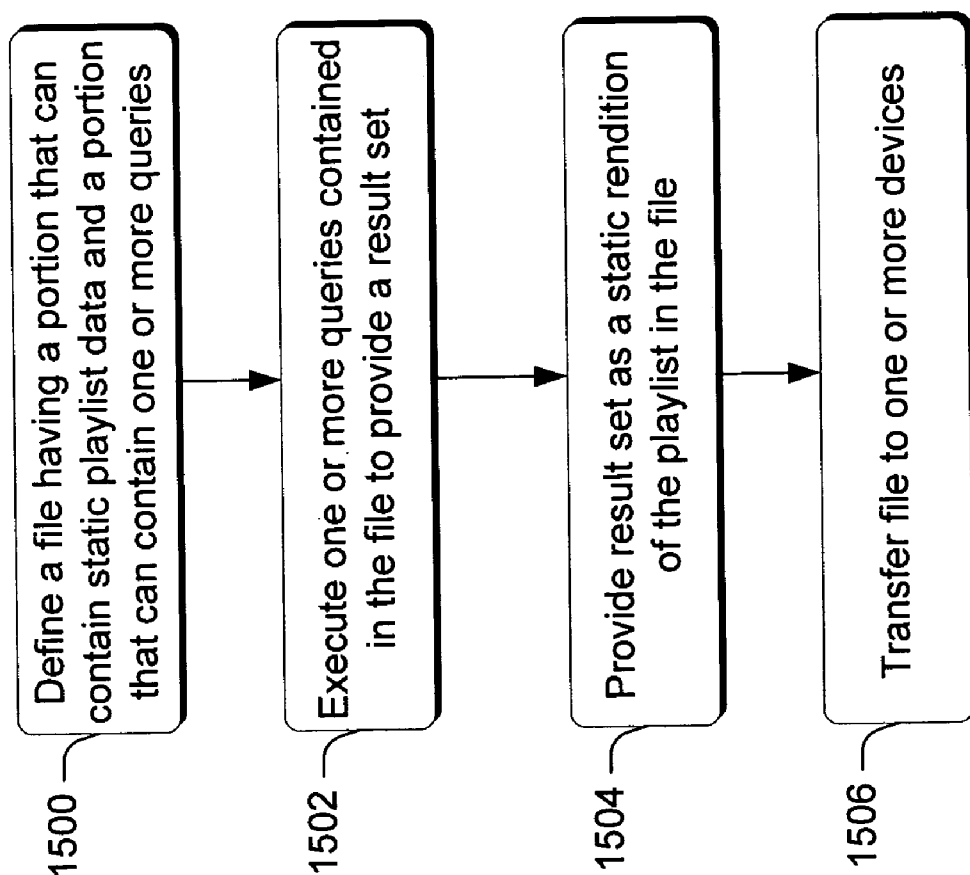 1500
Define a file having a portion that can
contain static playlist data and a portion
that can contain one or more queries
1502
Execute one or more queries contained
in the file to provide a result set
1504
Provide result set as a static rendition
of the playlist in the file
1506
Transfer file to one or more devices